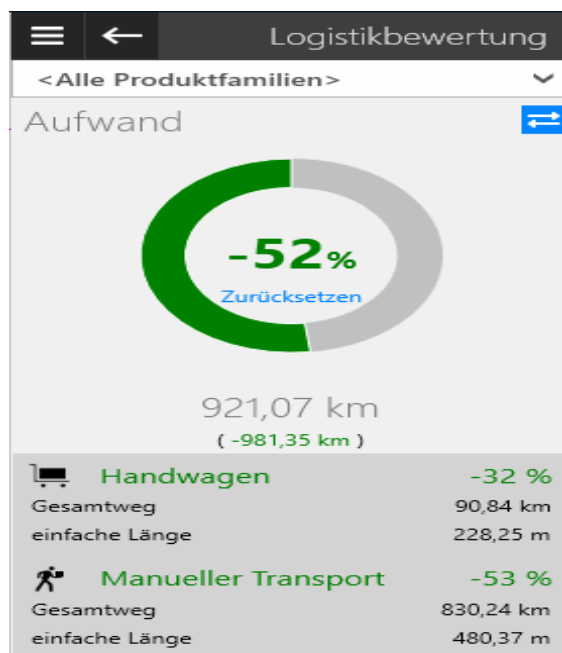 Logistikbewertung
<Alle Produktfamilien>
Aufwand
-52%
Zurücksetzen
921,07 km
( -981,35 km )
Handwagen -32 %
Gesamtweg 90,84 km
einfache Länge 228,25 m
Manueller Transport -53 %
Gesamtweg 830,24 km
einfache Länge 480,37 m